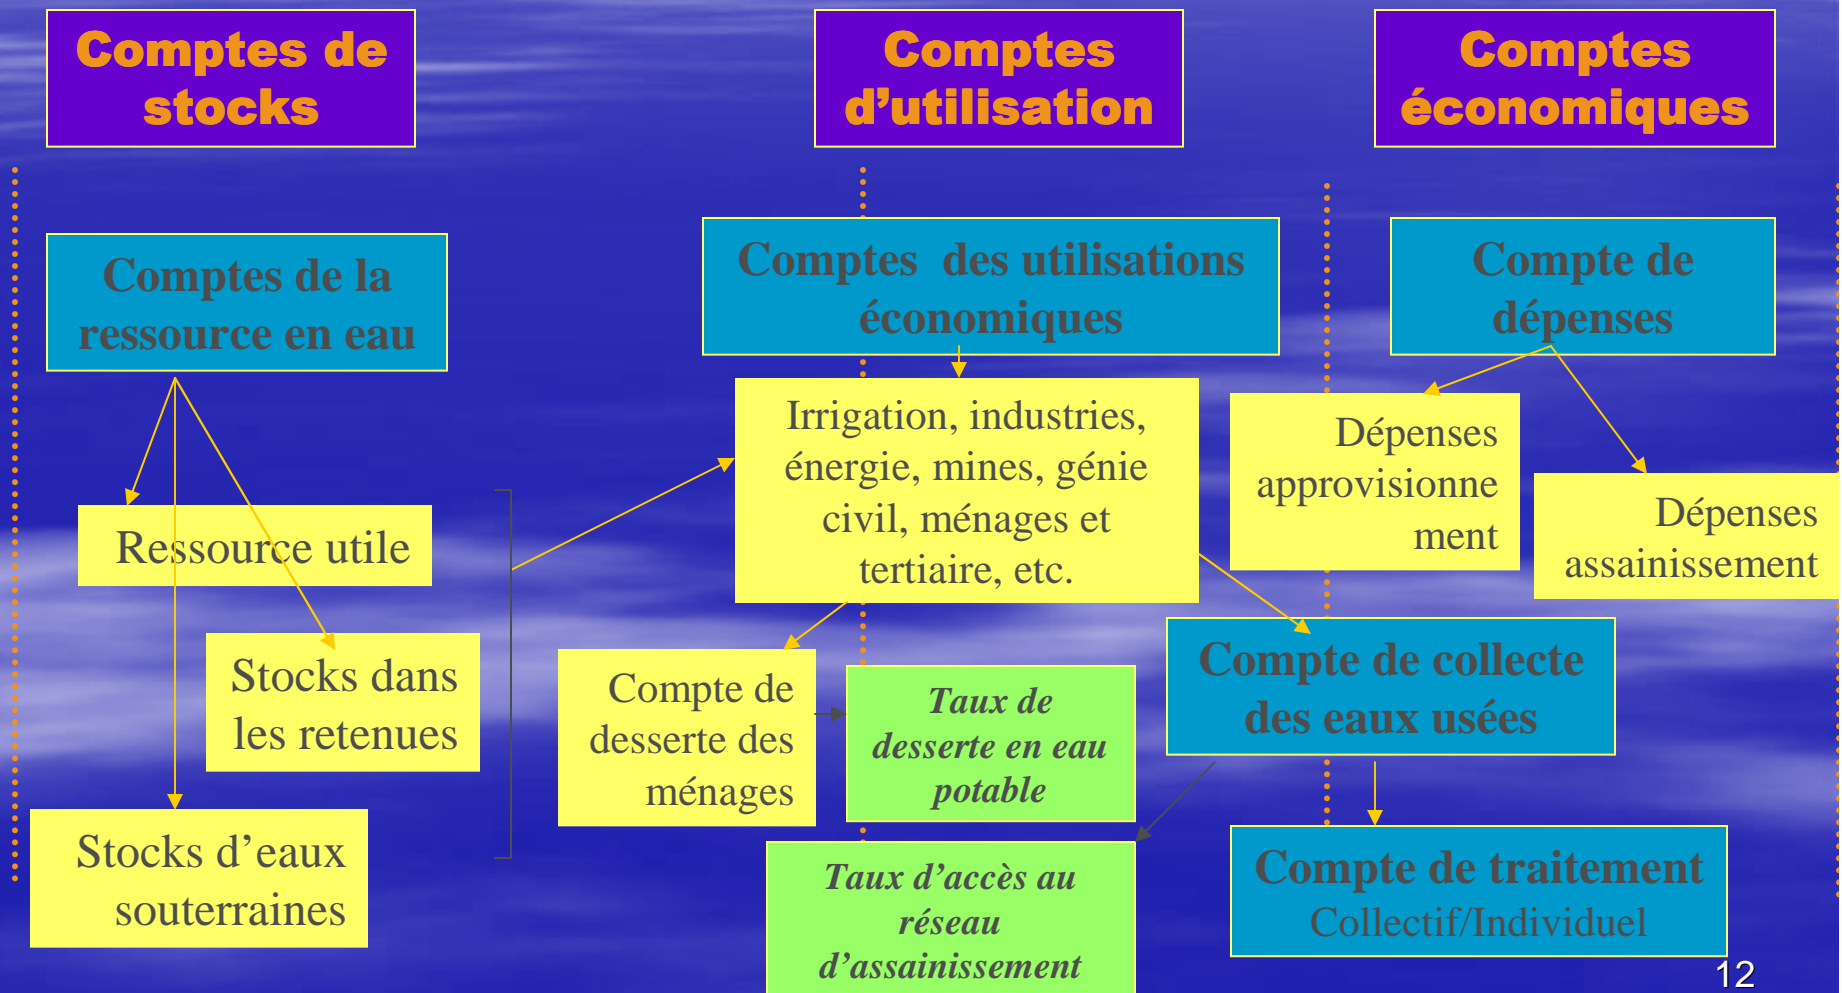 Comptes de
stocks
Comptes
d’utilisation
Comptes
économiques
Comptes de la
ressource en eau
Comptes des utilisations
économiques
Compte de
dépenses
Irrigation, industries,
énergie, mines, génie
civil, ménages et
tertiaire, etc.
Dépenses
approvisionne
ment
Dépenses
assainissement
Ressource utile
Stocks dans
les retenues
Stocks d’eaux
souterraines
Compte de
desserte des
ménages
Taux de
desserte en eau
potable
Compte de collecte
des eaux usées
Taux d’accès au
réseau
d’assainissement
Compte de traitement
Collectif/Individuel
12